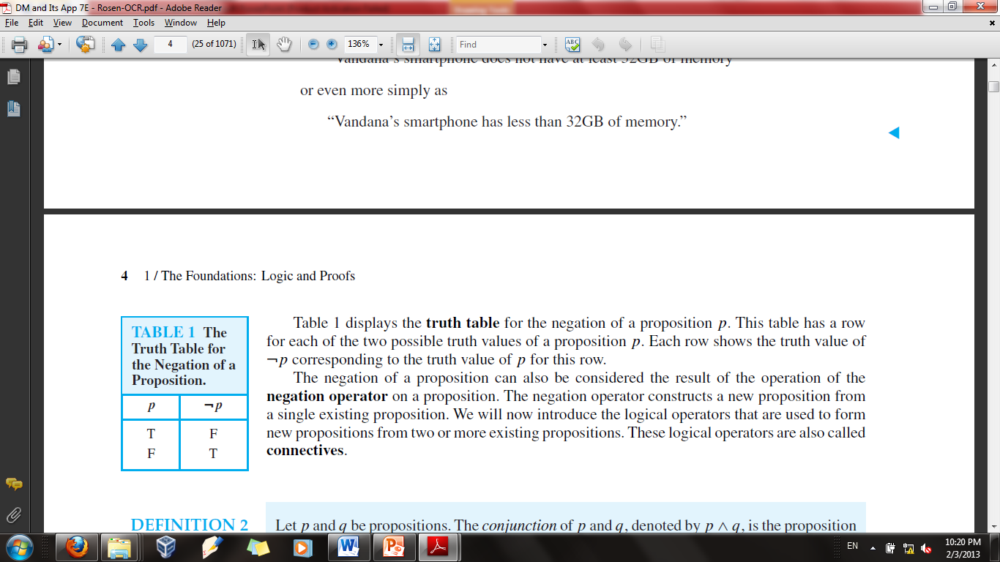 DM and Its App 7E - Rosen-OCR.pdf - Adobe Reader
File Edit View Document Tools Window Help
4 (25 of 1071) 136% Find
Vandana's smartphone does not have at least 32GB of memory
or even more simply as
“Vandana’s smartphone has less than 32GB of memory.”
4 1 / The Foundations: Logic and Proofs
TABLE 1 The
Truth Table for
the Negation of a
Proposition.
p ¬p
T F
F T
Table 1 displays the truth table for the negation of a proposition p. This table has a row
for each of the two possible truth values of a proposition p. Each row shows the truth value of
¬p corresponding to the truth value of p for this row.
The negation of a proposition can also be considered the result of the operation of the
negation operator on a proposition. The negation operator constructs a new proposition from
a single existing proposition. We will now introduce the logical operators that are used to form
new propositions from two or more existing propositions. These logical operators are also called
connectives.
DEFINITION 2
Let p and q be propositions. The conjunction of p and q, denoted by p ∧ q, is the proposition
EN
10:20 PM
2/3/2013